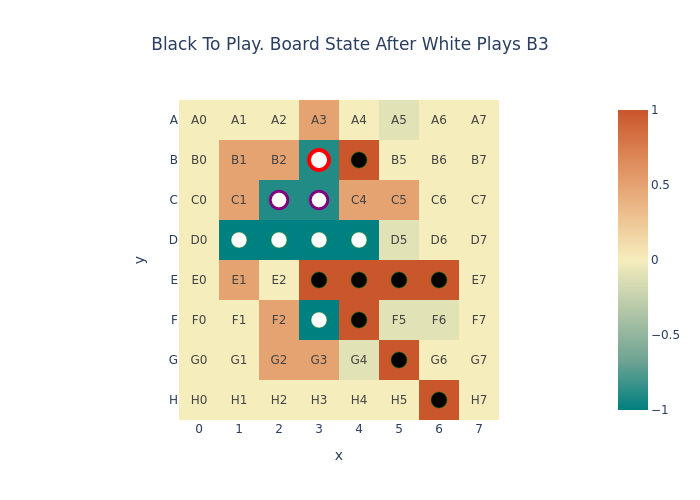 Black To Play. Board State After White Plays B3
A A0 A1 A2 A3 A4 A5 A6 A7
B B0 B1 B2 B5 B6 B7
C C0 C1 C4 C5 C6 C7
D D0 D5 D6 D7
E E0 E1 E2 E7
F F0 F1 F2 F5 F6 F7
G G0 G1 G2 G3 G4 G6 G7
H H0 H1 H2 H3 H4 H5 H7
0 1 2 3 4 5 6 7
x
y
1
0.5
0
−0.5
−1